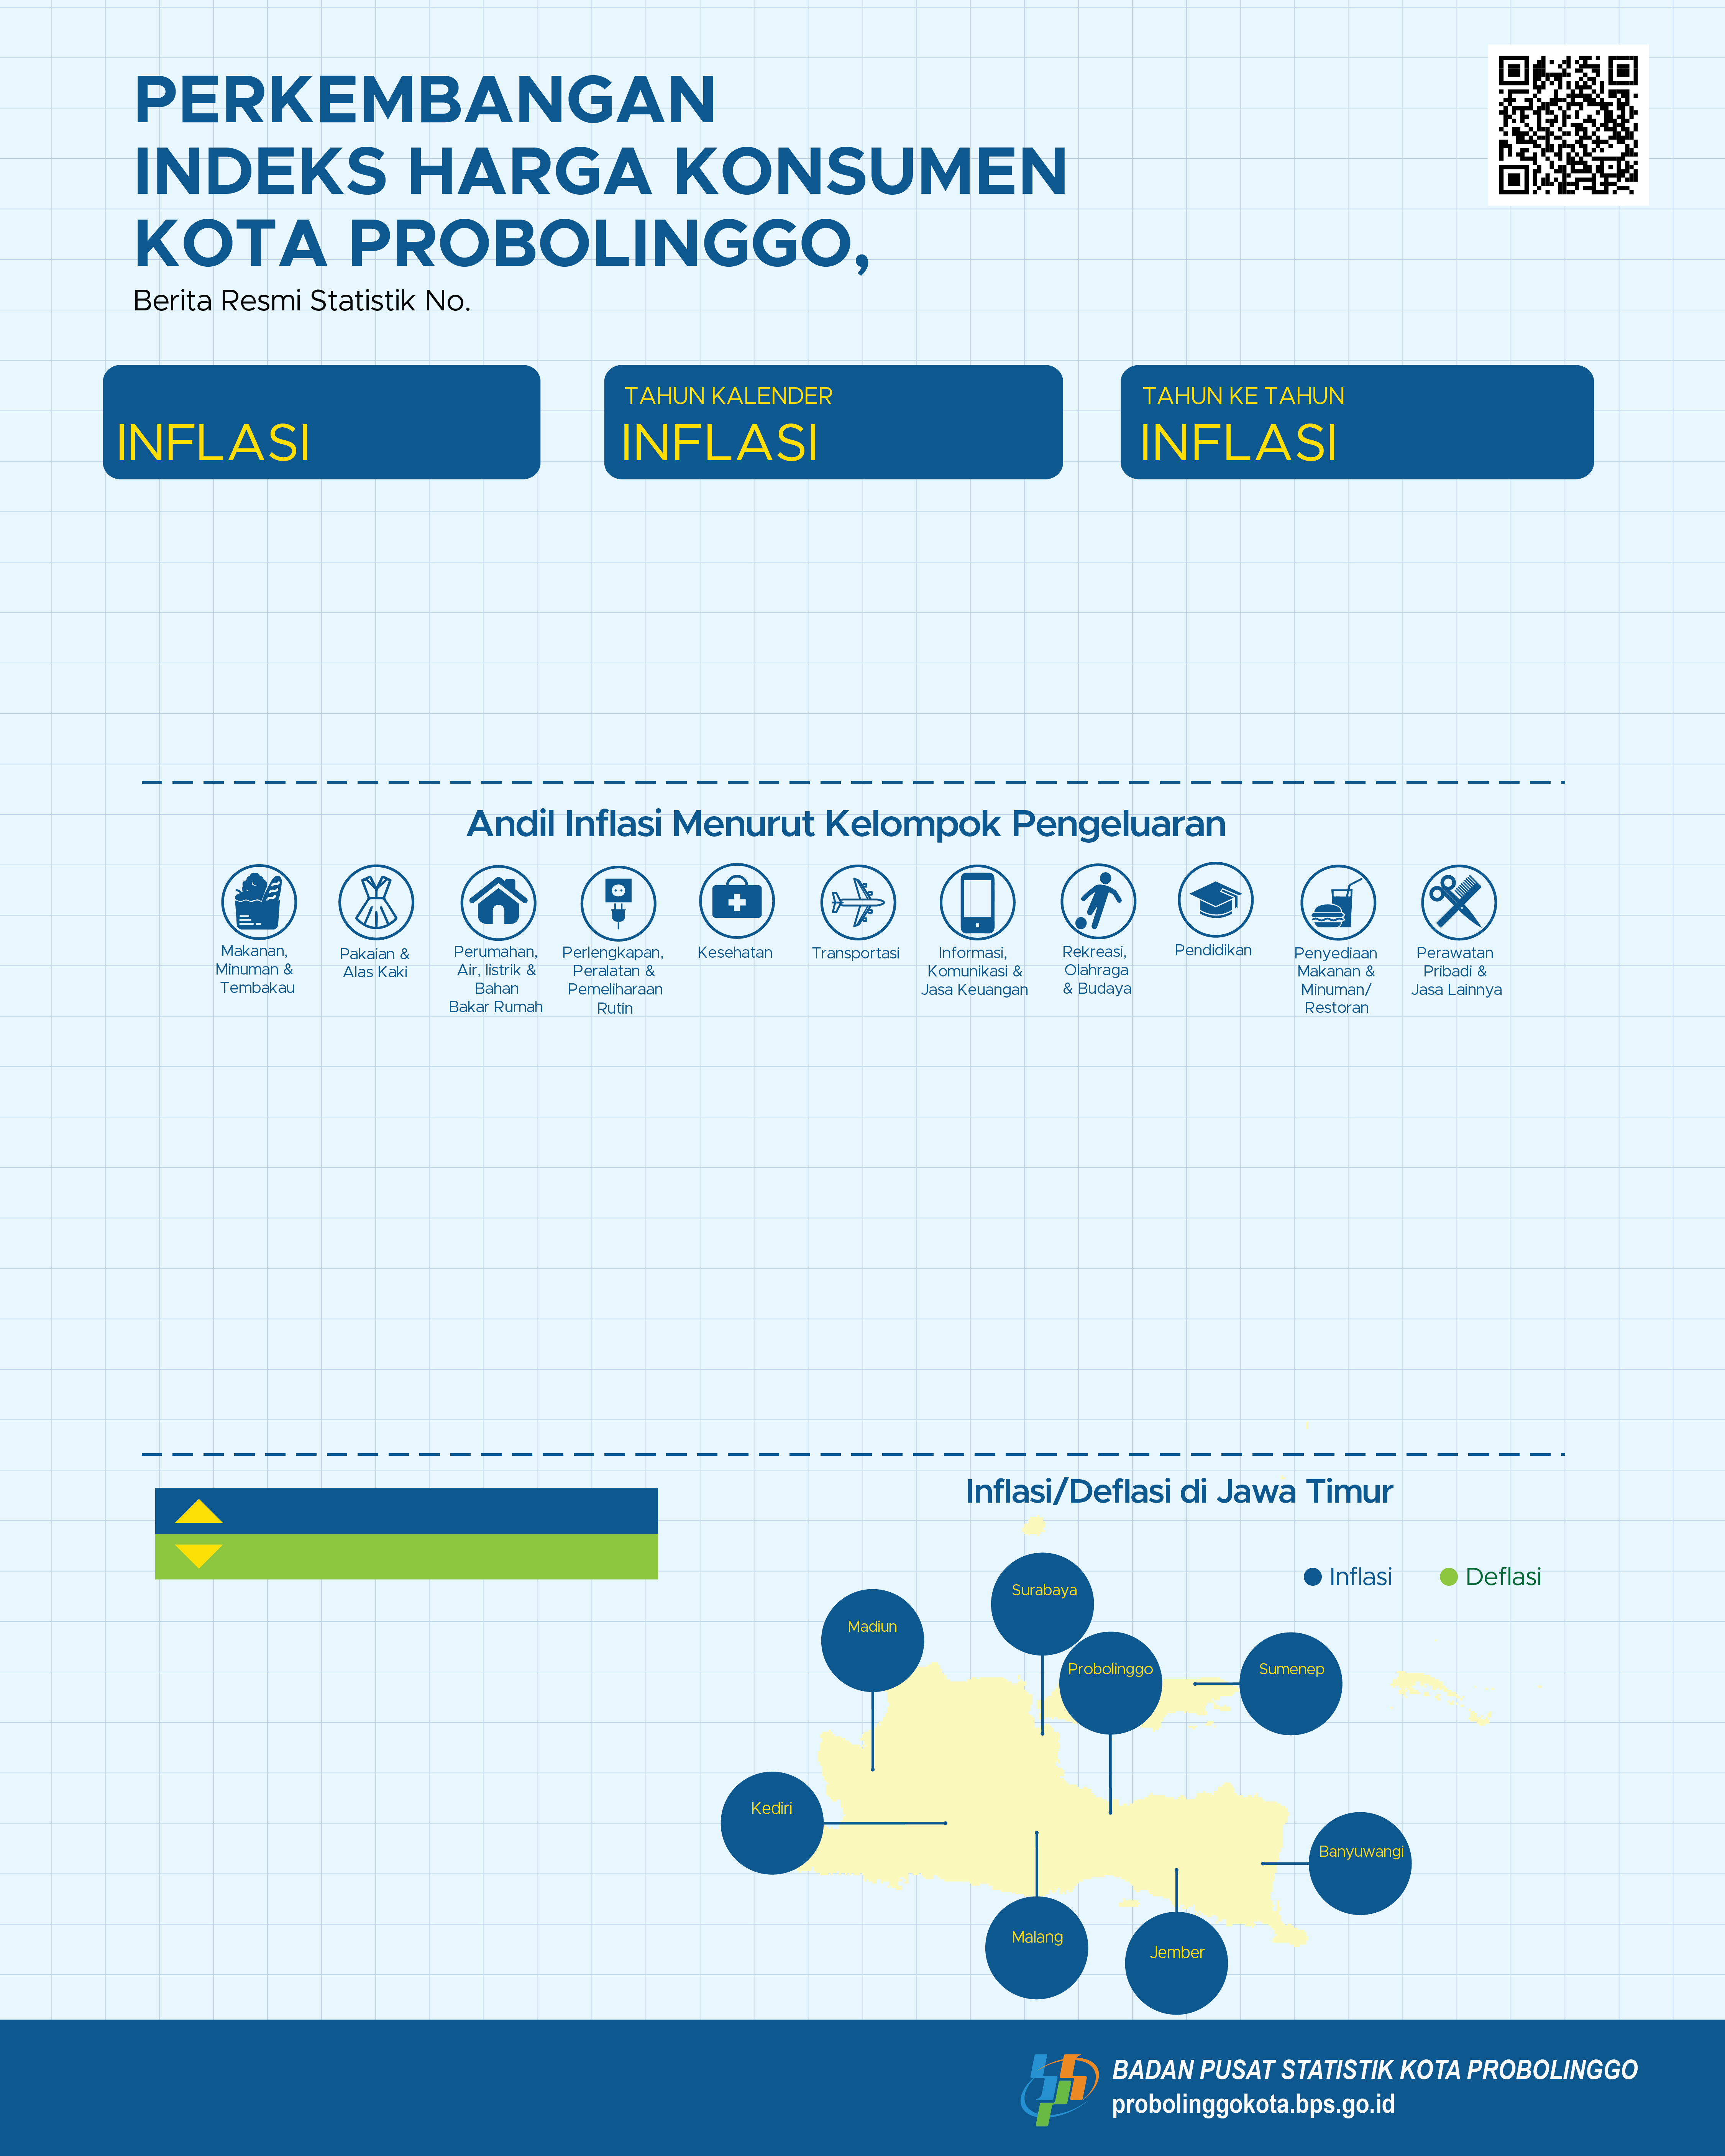 PERKEMBANGAN
INDEKS HARGA KONSUMEN
KOTA PROBOLINGGO,
Berita Resmi Statistik No.
INFLASI
TAHUN KALENDER
INFLASI
TAHUN KE TAHUN
INFLASI
Andil Inflasi Menurut Kelompok Pengeluaran
Makanan,
Minuman &
Tembakau
Pakaian &
Alas Kaki
Perumahan,
Air, listrik &
Bahan
Bakar Rumah
Perlengkapan,
Peralatan &
Pemeliharaan
Rutin
Kesehatan
Transportasi
Informasi,
Komunikasi &
Jasa Keuangan
Rekreasi,
Olahraga
& Budaya
Pendidikan
Penyediaan
Makanan &
Minuman/
Restoran
Perawatan
Pribadi &
Jasa Lainnya
Inflasi/Deflasi di Jawa Timur
Inflasi
Deflasi
Surabaya
Madiun
Probolinggo
Sumenep
Kediri
Banyuwangi
Malang
Jember
BADAN PUSAT STATISTIK KOTA PROBOLINGGO
probolinggokota.bps.go.id